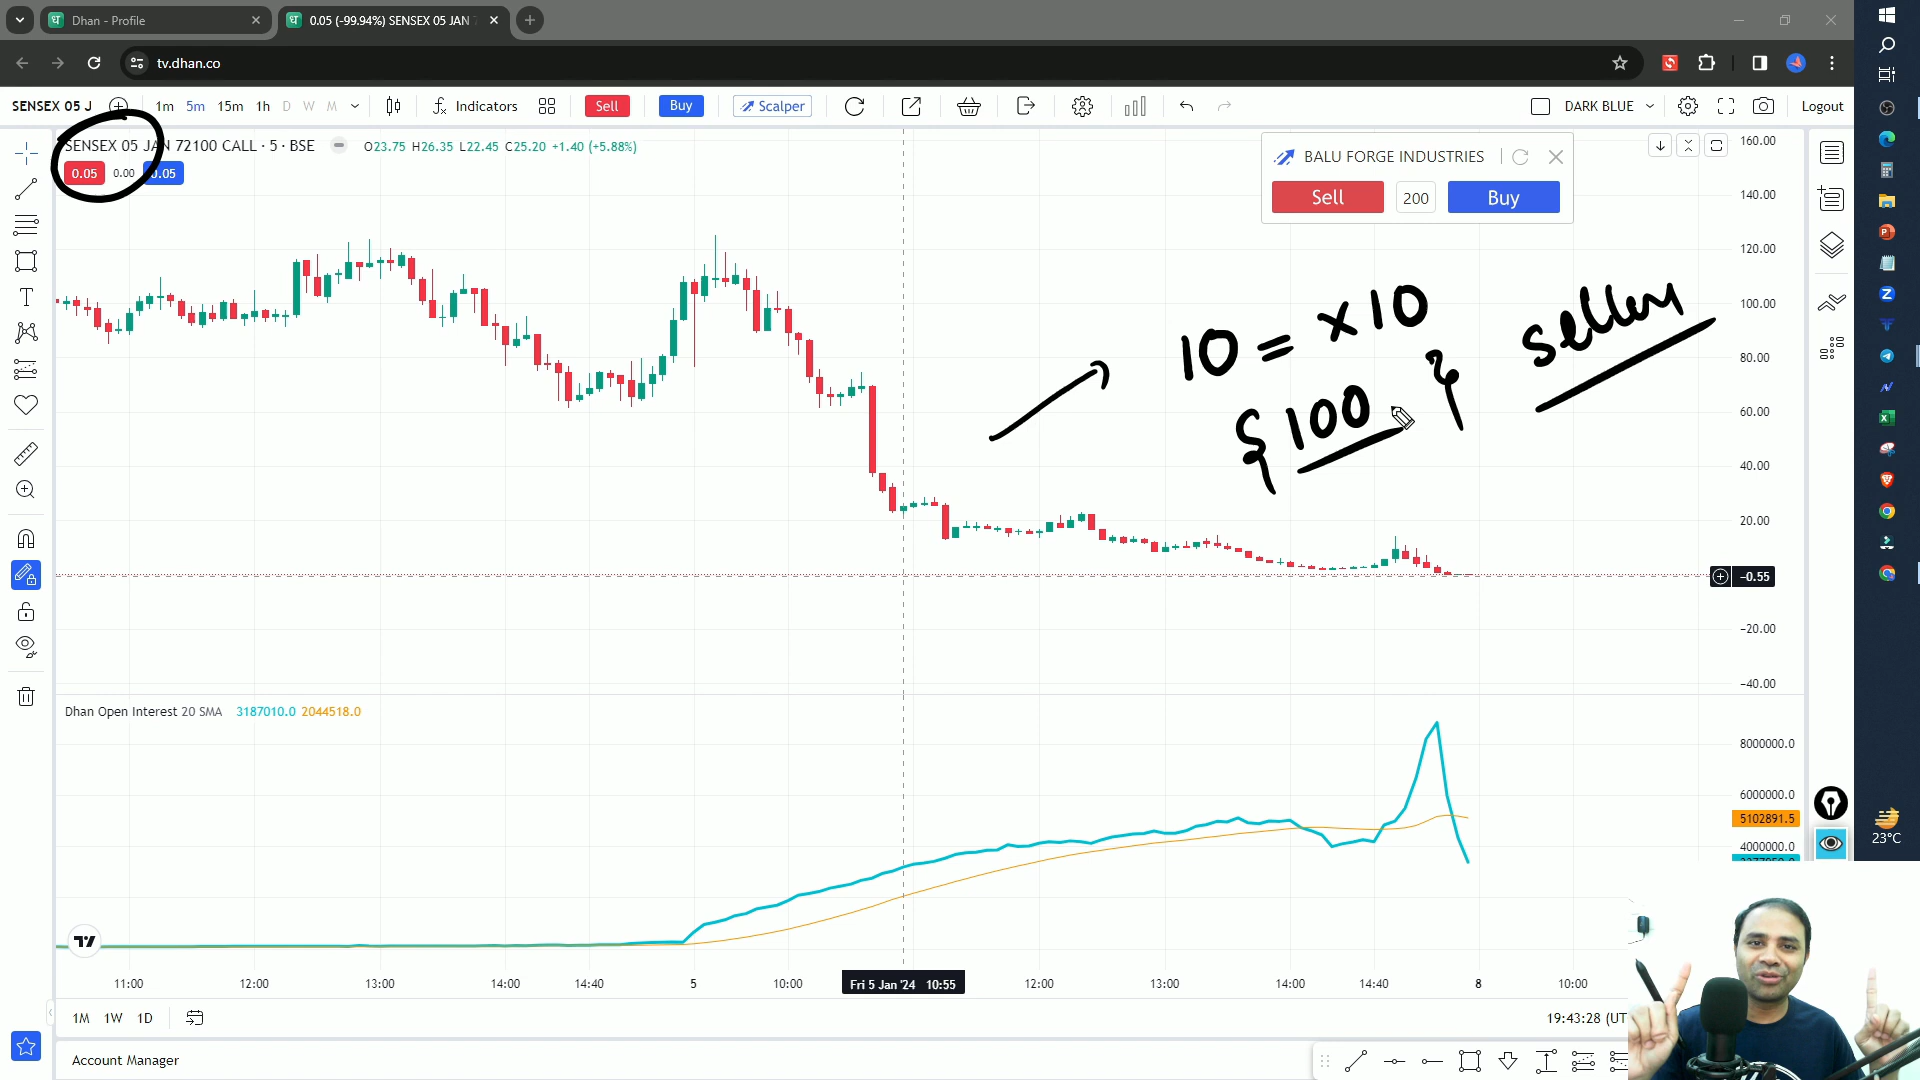 Dhan - Profile
0.05 (-99.94%) SENSEX 05 JAN
tv.dhan.co
SENSEX 05 J
1m 5m 15m 1h D W M
Indicators
Sell
Buy
Scalper
DARK BLUE
Logout
SENSEX 05 JAN 72100 CALL · 5 · BSE
O23.75 H26.35 L22.45 C25.20 +1.40 (+5.88%)
0.05 0.00 0.05
BALU FORGE INDUSTRIES
Sell 200 Buy
160.00
140.00
120.00
100.00
80.00
60.00
40.00
20.00
-0.55
-20.00
-40.00
10 = x10
{100}
seller
Dhan Open Interest 20 SMA 3187010.0 2044518.0
8000000.0
6000000.0
5102891.5
4000000.0
11:00 12:00 13:00 14:00 14:40 5 10:00 Fri 5 Jan '24 10:55 12:00 13:00 14:00 14:40 8 10:00
1M 1W 1D
19:43:28 (UT
Account Manager
23°C